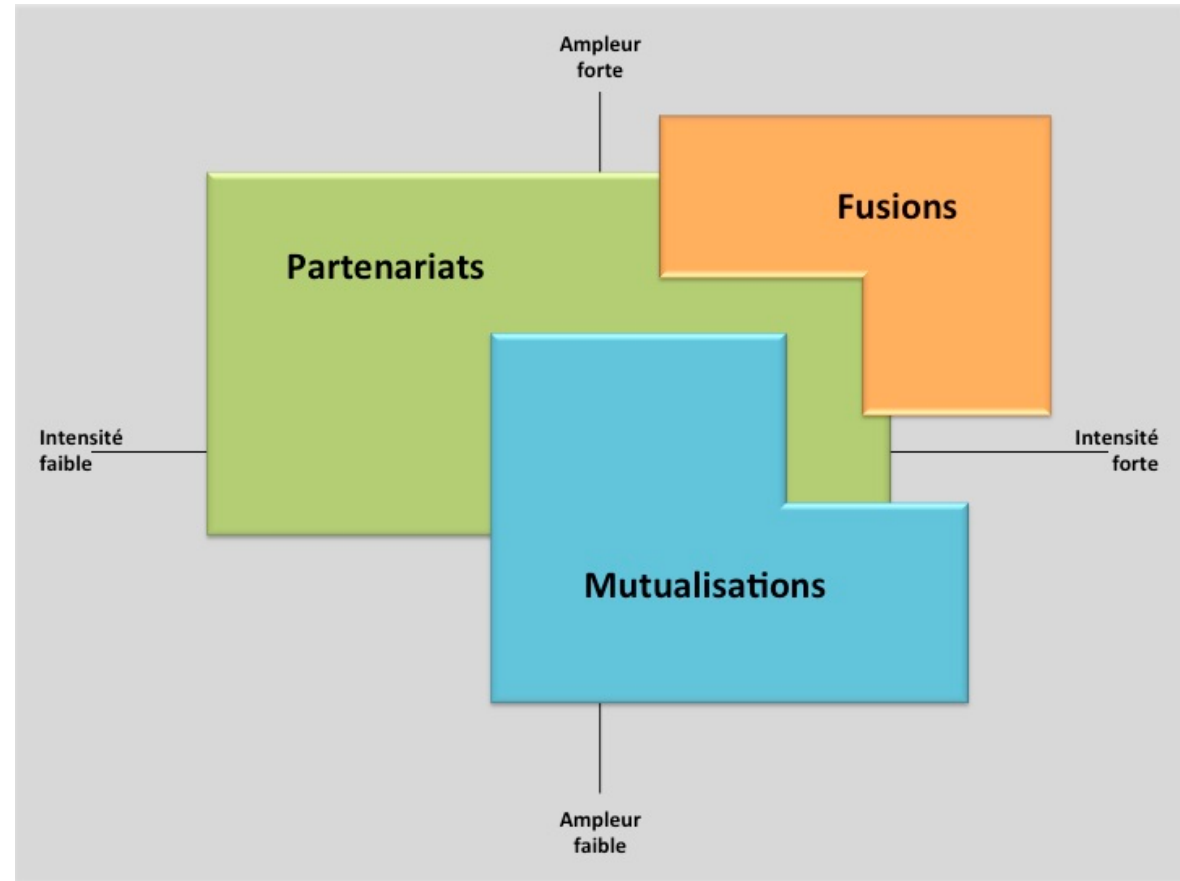 Ampleur
forte
Fusions
Partenariats
Intensité
faible
Intensité
forte
Mutualisations
Ampleur
faible